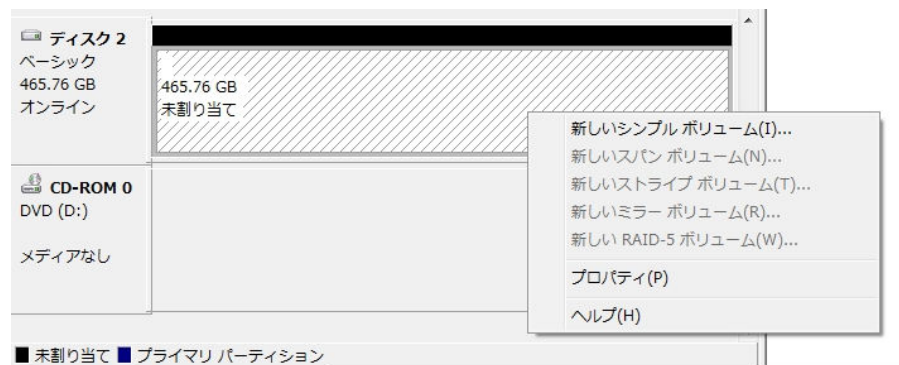 ディスク 2
ベーシック
465.76 GB
オンライン
465.76 GB
未割り当て
新しいシンプル ボリューム(I)...
新しいスパン ボリューム(N)...
新しいストライプ ボリューム(T)...
新しいミラー ボリューム(R)...
新しい RAID-5 ボリューム(W)...
プロパティ(P)
ヘルプ(H)
CD-ROM 0
DVD (D:)
メディアなし
未割り当て プライマリ パーティション